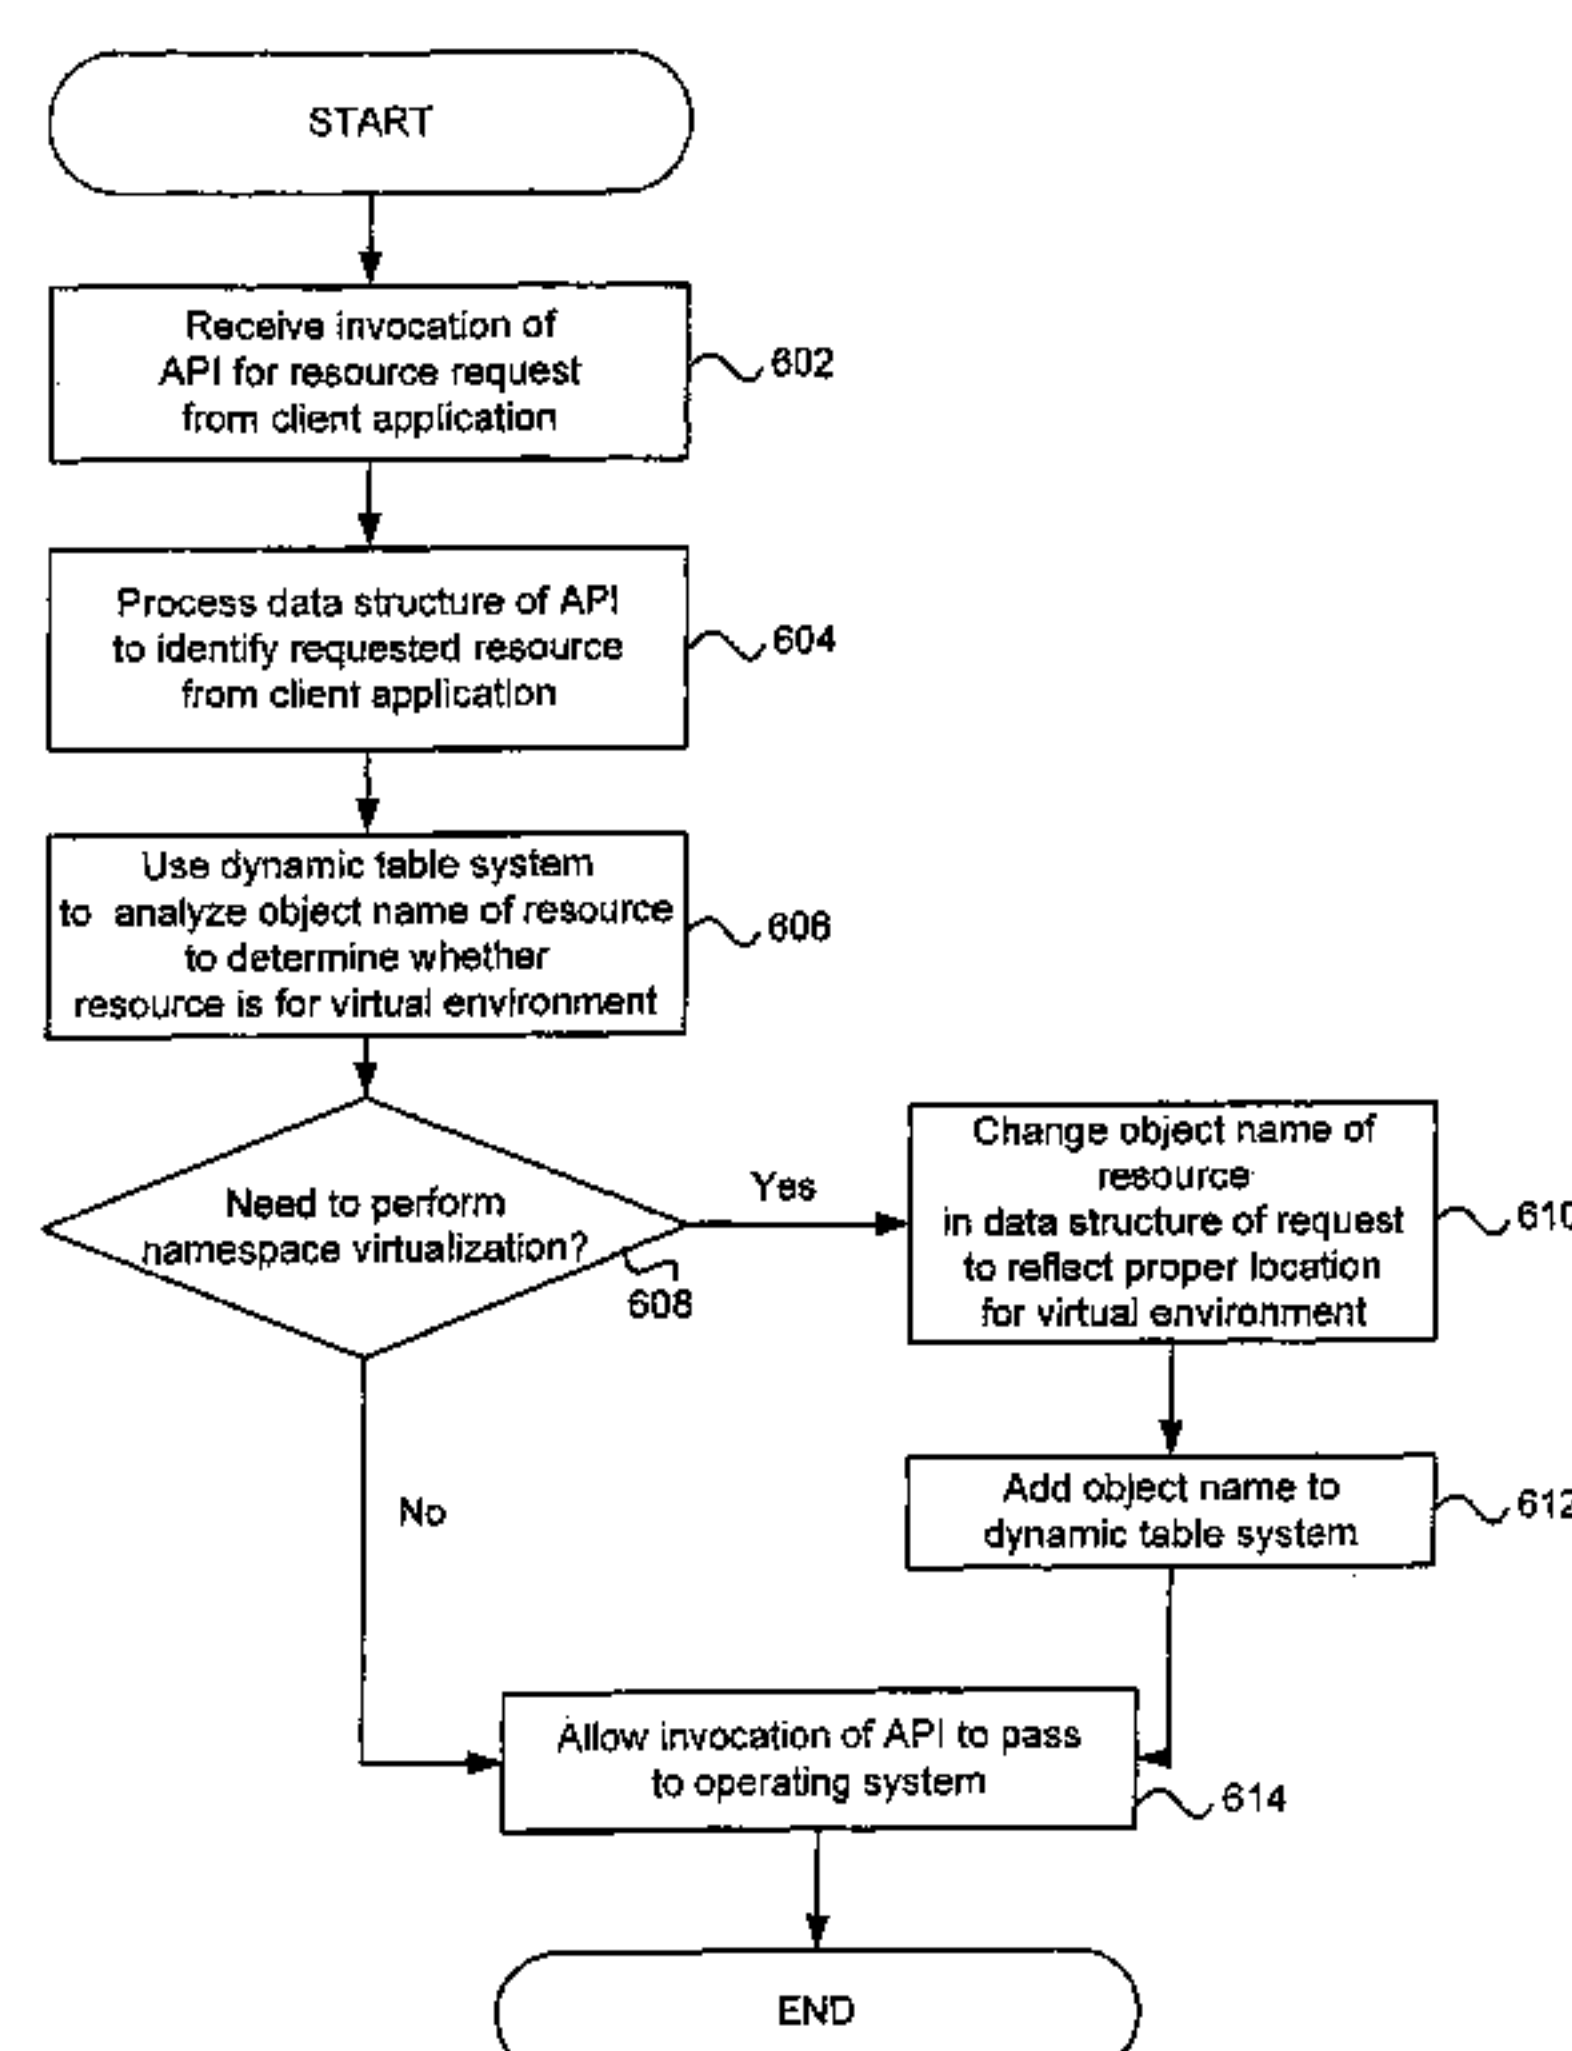 START
Receive invocation of
API for resource request
from client application
602
Process data structure of API
to identify requested resource
from client application
604
Use dynamic table system
to analyze object name of resource
to determine whether
resource is for virtual environment
606
Need to perform
namespace virtualization?
608
Yes
Change object name of
resource
in data structure of request
to reflect proper location
for virtual environment
610
No
Add object name to
dynamic table system
612
Allow invocation of API to pass
to operating system
614
END